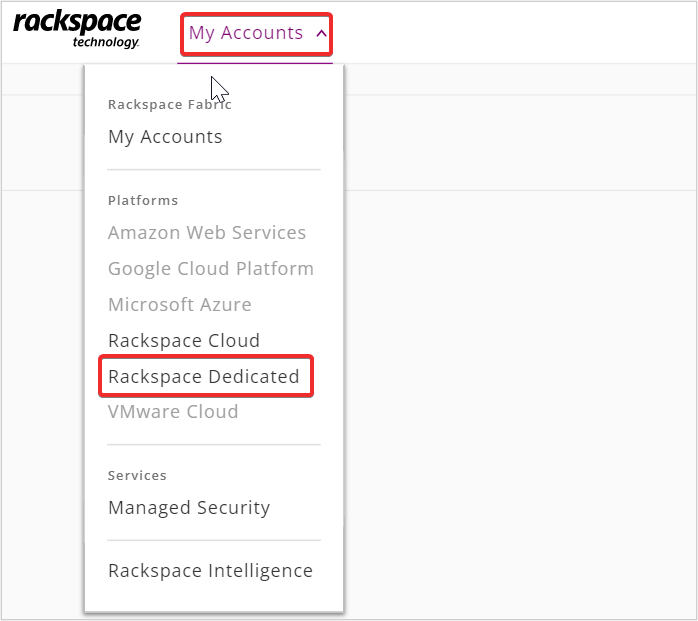 rackspace
technology.
My Accounts
Rackspace Fabric
My Accounts
Platforms
Amazon Web Services
Google Cloud Platform
Microsoft Azure
Rackspace Cloud
Rackspace Dedicated
VMware Cloud
Services
Managed Security
Rackspace Intelligence